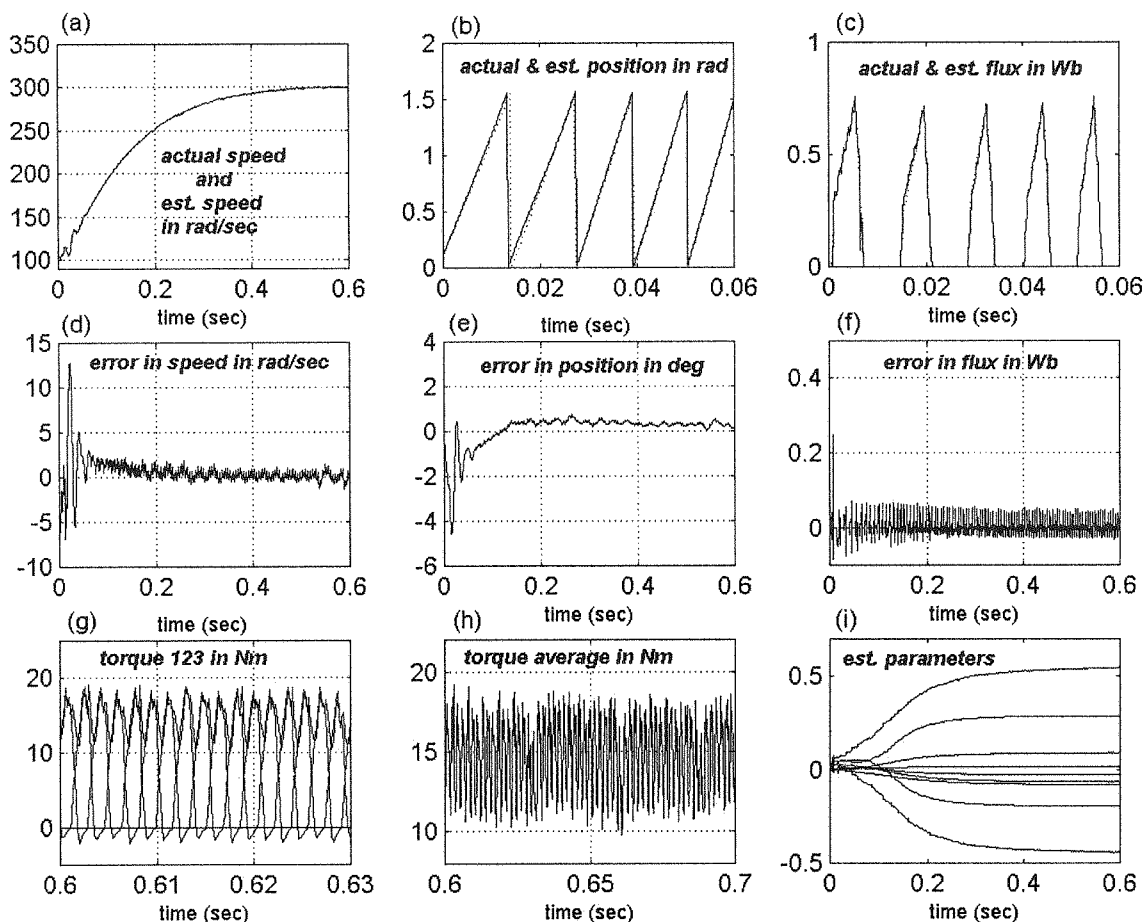 (a)
350
300
250
200
150
100
actual speed
and
est. speed
in rad/sec
0 0.2 0.4 0.6
time (sec)
(b)
2
1.5
1
0.5
0
actual & est. position in rad
0 0.02 0.04 0.06
time (sec)
(c)
1
0.5
0
actual & est. flux in Wb
0 0.02 0.04 0.06
time (sec)
(d)
15
10
5
0
-5
-10
error in speed in rad/sec
0 0.2 0.4 0.6
time (sec)
(e)
4
2
0
-2
-4
-6
error in position in deg
0 0.2 0.4 0.6
time (sec)
(f)
0.4
0.2
0
error in flux in Wb
0 0.2 0.4 0.6
time (sec)
(g)
20
10
0
torque 123 in Nm
0.6 0.61 0.62 0.63
time (sec)
(h)
20
15
10
torque average in Nm
0.6 0.65 0.7
time (sec)
(i)
0.5
0
-0.5
est. parameters
0 0.2 0.4 0.6
time (sec)